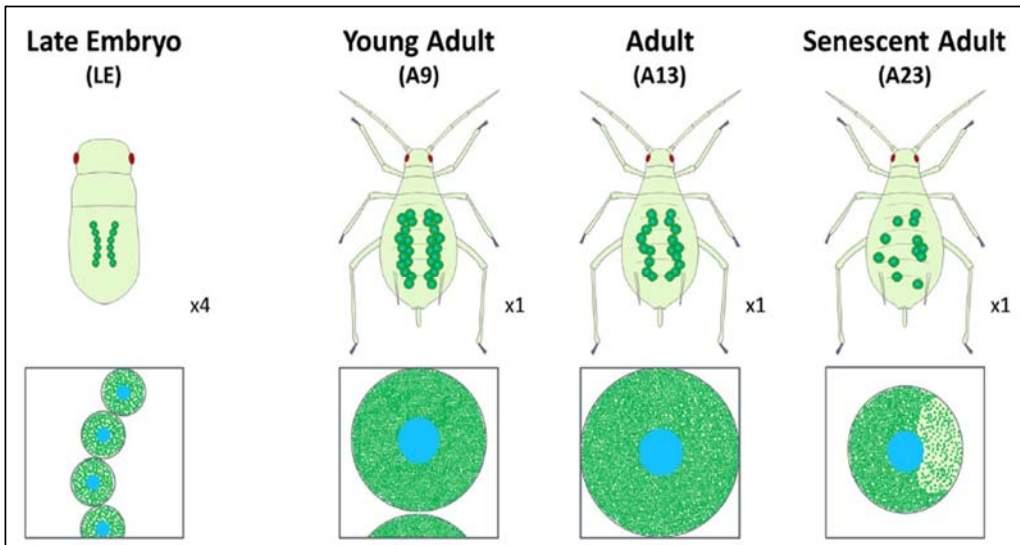 Late Embryo
(LE)
Young Adult
(A9)
Adult
(A13)
Senescent Adult
(A23)
x4
x1
x1
x1